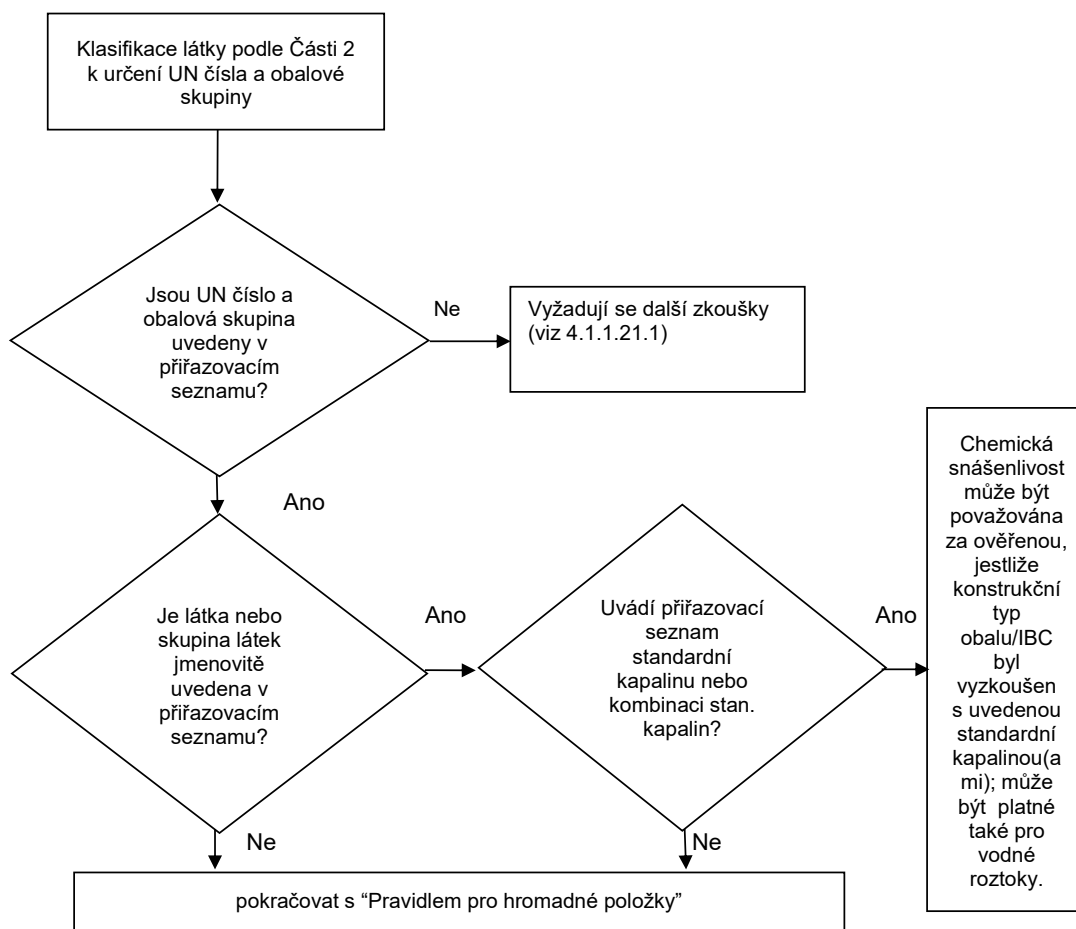 Klasifikace látky podle Části 2
k určení UN čísla a obalové
skupiny
Jsou UN číslo a
obalová skupina
uvedeny v
přiřazovacím
seznamu?
Ne
Vyžadují se další zkoušky
(viz 4.1.1.21.1)
Ano
Je látka nebo
skupina látek
jmenovitě
uvedena v
přiřazovacím
seznamu?
Ano
Uvádí přiřazovací
seznam
standardní
kapalinu nebo
kombinaci stan.
kapalin?
Ano
Chemická
snášenlivost
může být
považována
za ověřenou,
jestliže
konstrukční
typ
obalu/IBC
byl
vyzkoušen
s uvedenou
standardní
kapalinou(a
mi); může
být platné
také pro
vodné
roztoky.
Ne
Ne
pokračovat s “Pravidlem pro hromadné položky”